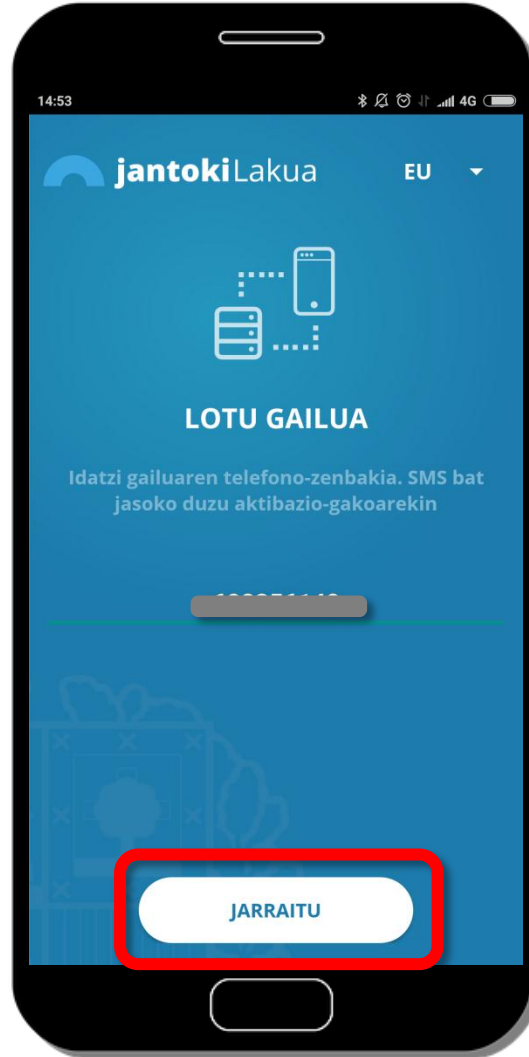 14:53 4G
jantokiLakua EU
LOTU GAILUA
Idatzi gailuaren telefono-zenbakia. SMS bat
jasoko duzu aktibazio-gakoarekin
JARRAITU